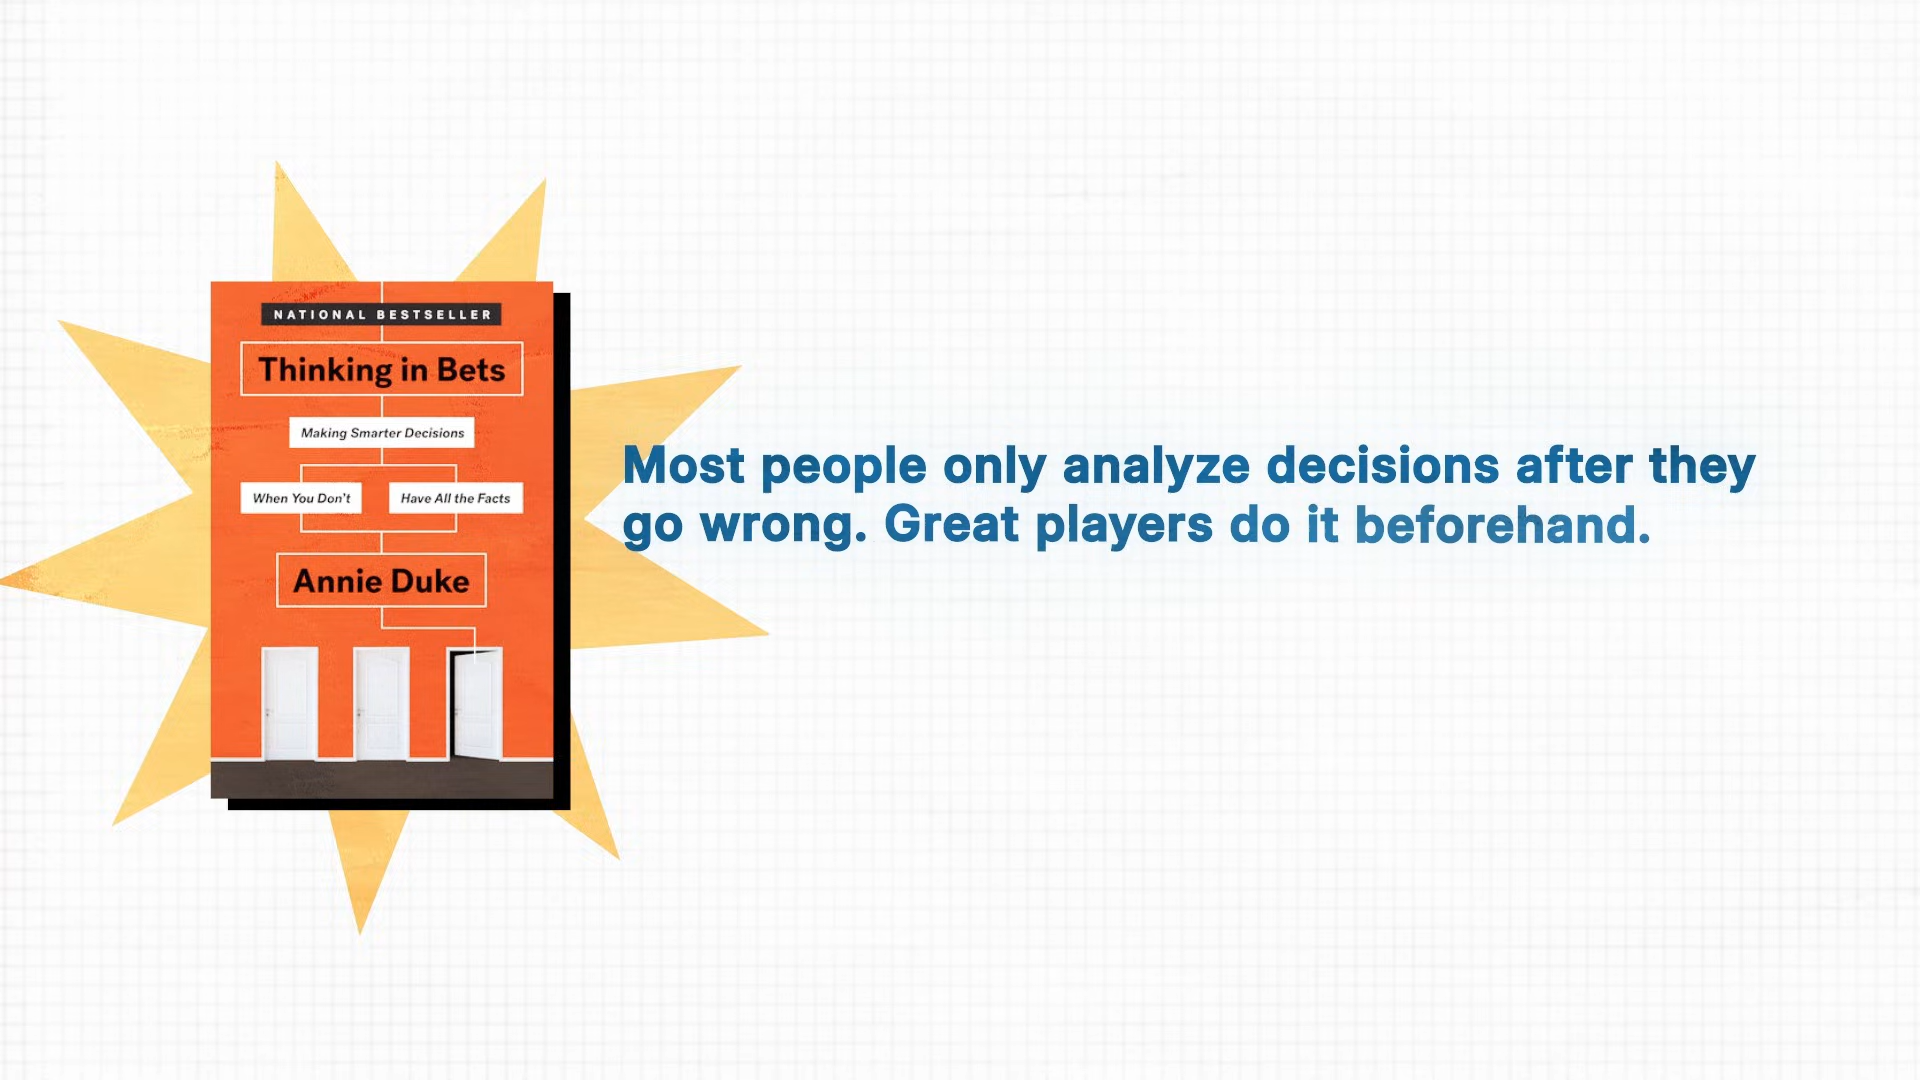 NATIONAL BESTSELLER
Thinking in Bets
Making Smarter Decisions
When You Don't
Have All the Facts
Annie Duke
Most people only analyze decisions after they
go wrong. Great players do it beforehand.